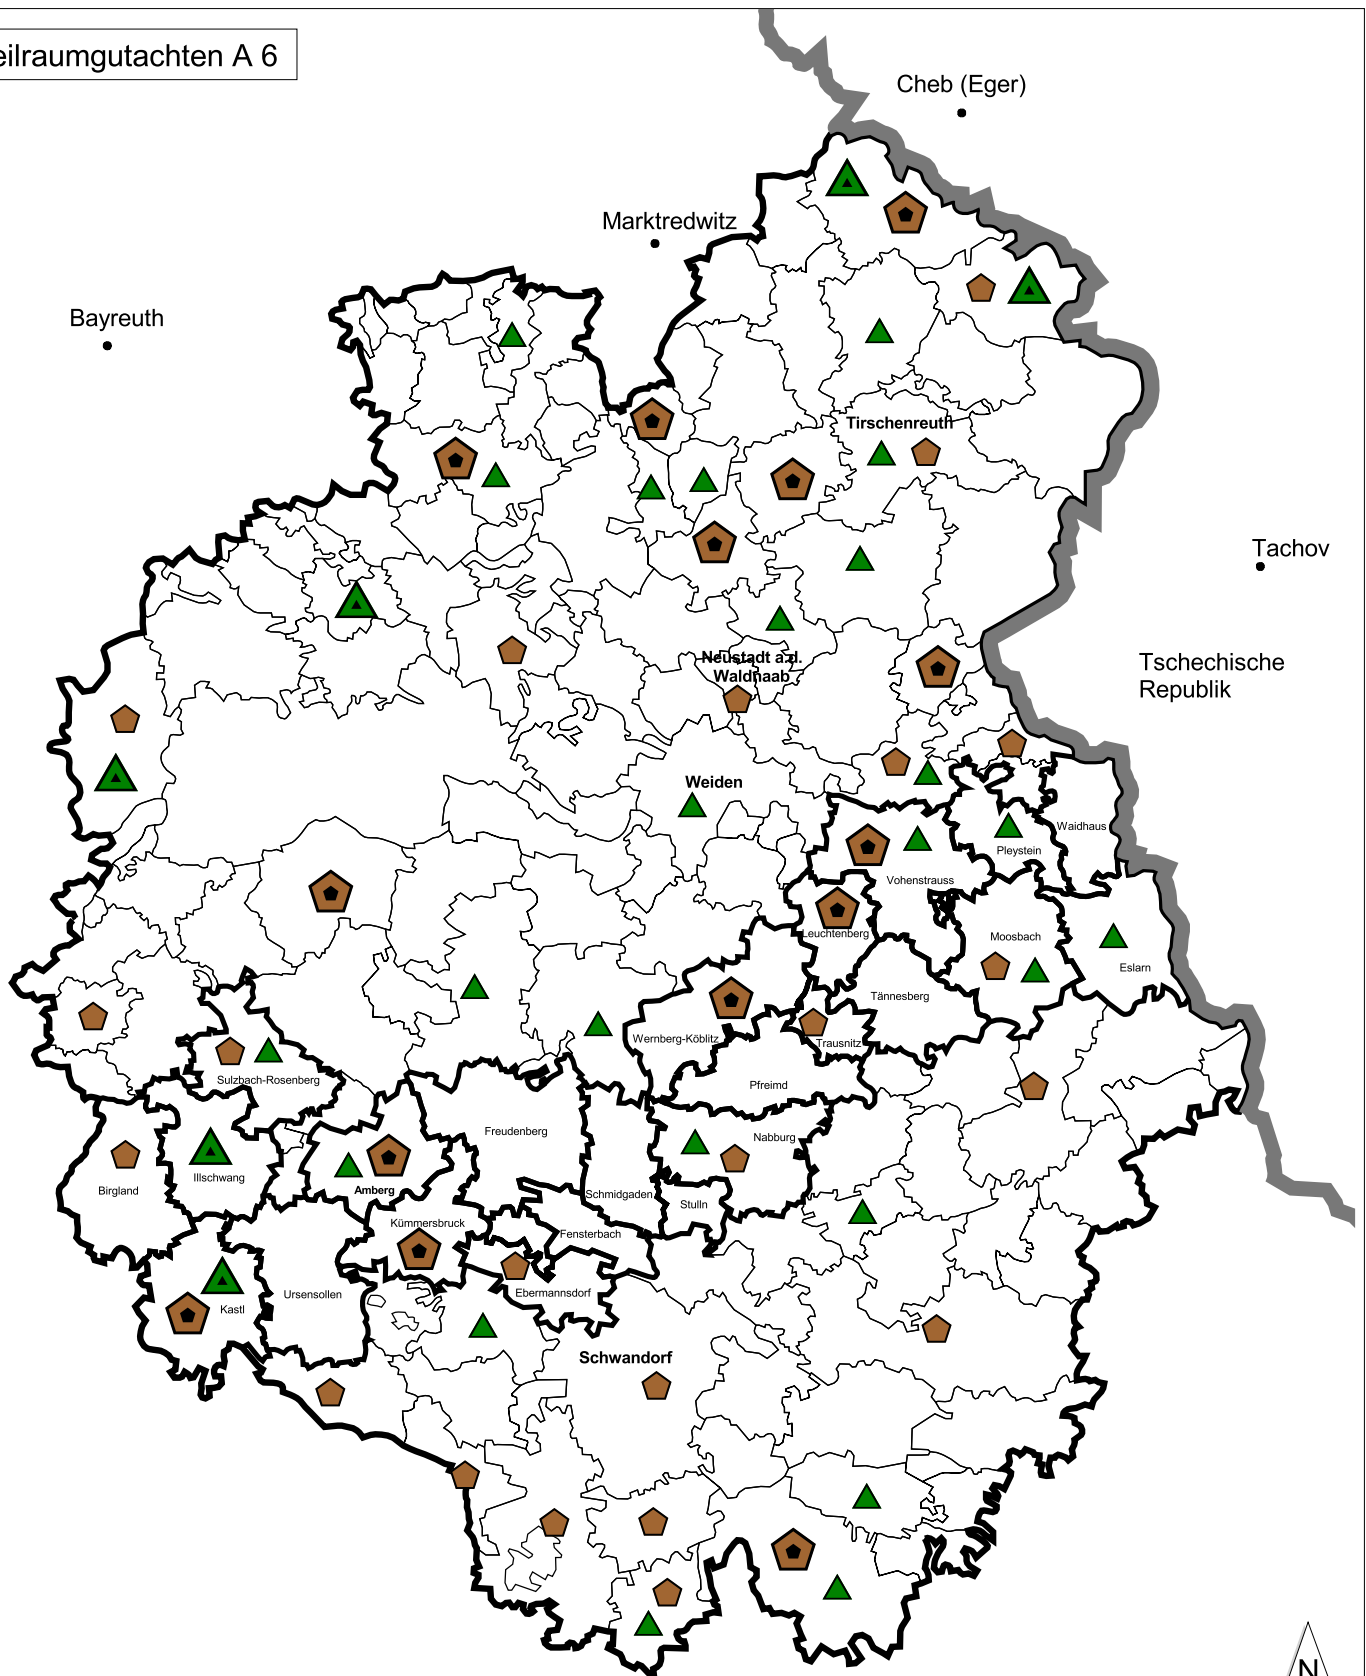 eilraumgutachten A 6
Cheb (Eger)
Marktredwitz
Bayreuth
Tirschenreuth
Tachov
Neustadt a.d.
Waldnaab
Tschechische
Republik
Weiden
Waidhaus
Pleystein
Vohenstrauss
Leuchtenberg
Moosbach
Eslarn
Tännesberg
Wernberg-Köblitz
Trausnitz
Sulzbach-Rosenberg
Pfreimd
Freudenberg
Nabburg
Birgland
Illschwang
Amberg
Schmidgaden
Stulln
Kümmersbruck
Fensterbach
Ursensollen
Ebermannsdorf
Kastl
Schwandorf
N